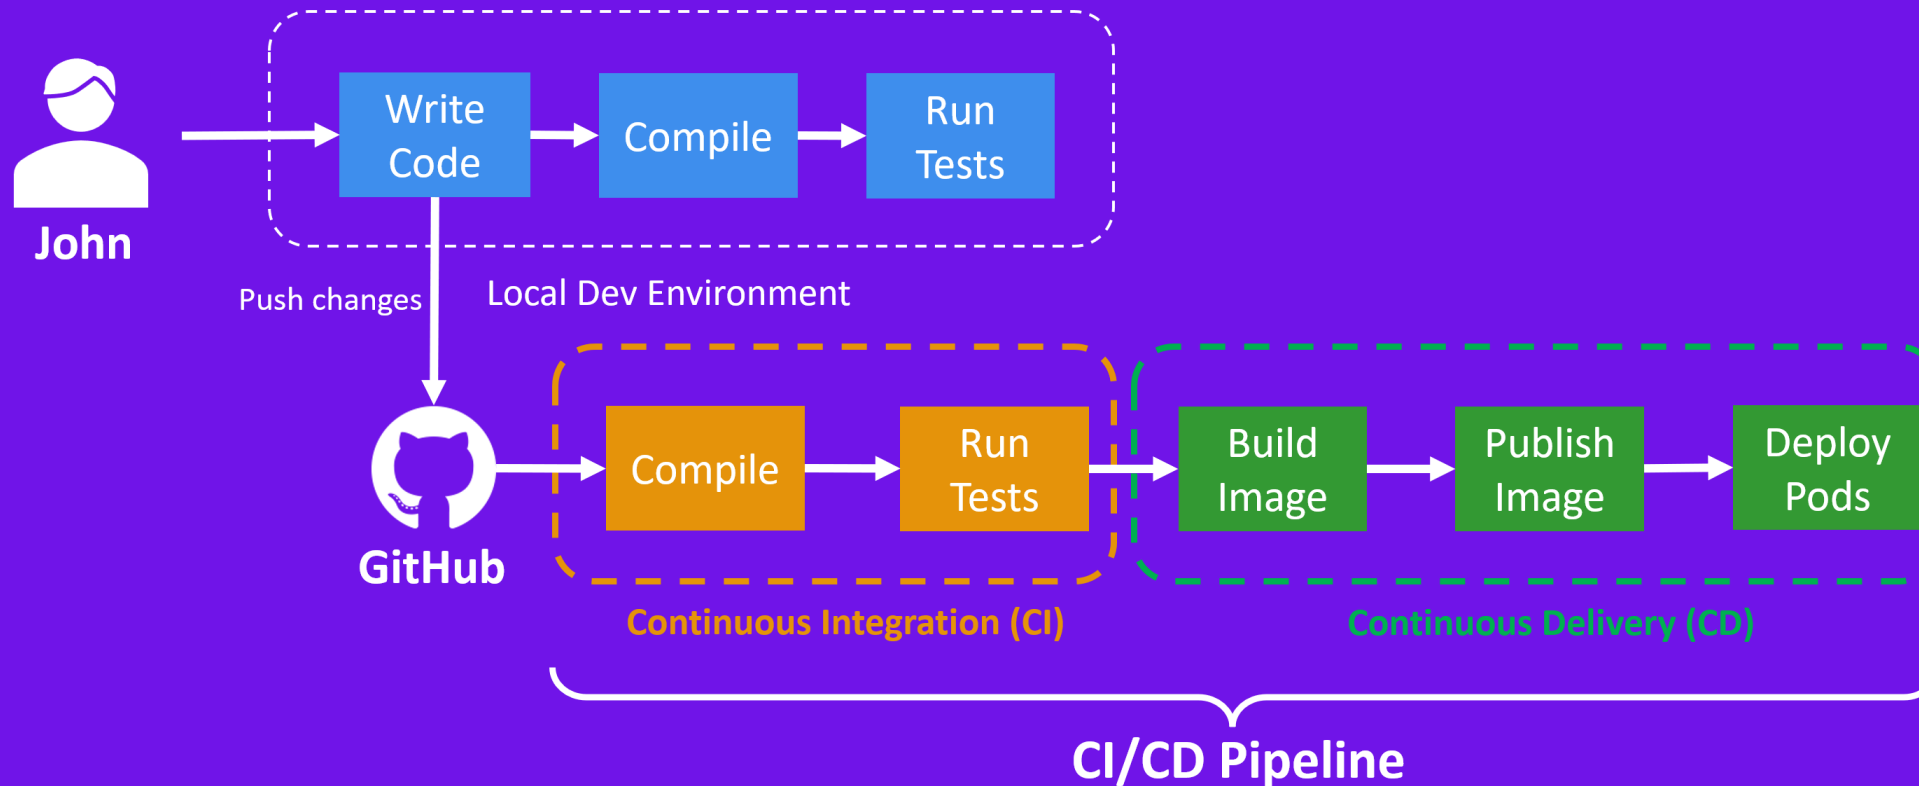 Write
Code
Compile
Run
Tests
John
Push changes
Local Dev Environment
Compile
Run
Tests
Build
Image
Publish
Image
Deploy
Pods
GitHub
Continuous Integration (CI)
Continuous Delivery (CD)
CI/CD Pipeline